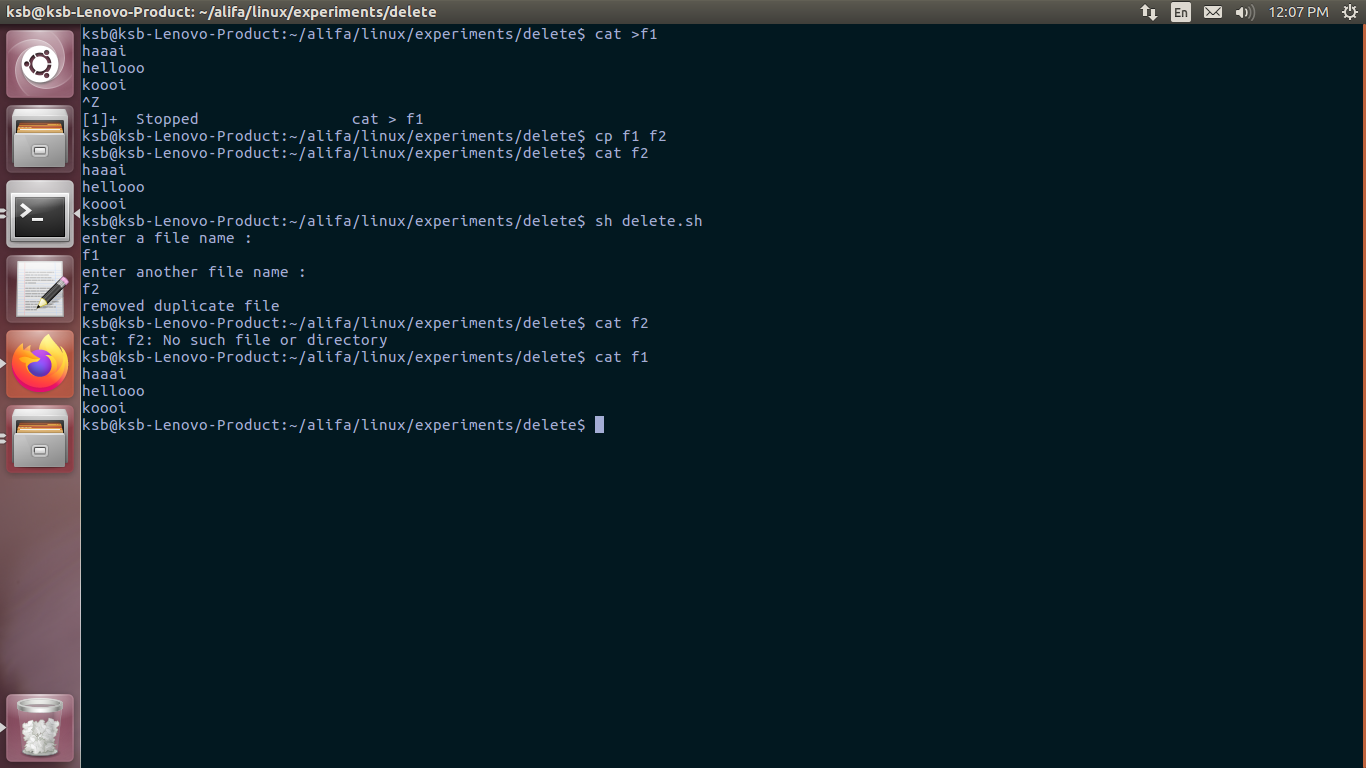 ksb@ksb-Lenovo-Product: ~/alifa/linux/experiments/delete
En
12:07 PM
ksb@ksb-Lenovo-Product:~/alifa/linux/experiments/delete$ cat >f1
haaai
hellooo
koooi
^Z
[1]+  Stopped                 cat > f1
ksb@ksb-Lenovo-Product:~/alifa/linux/experiments/delete$ cp f1 f2
ksb@ksb-Lenovo-Product:~/alifa/linux/experiments/delete$ cat f2
haaai
hellooo
koooi
ksb@ksb-Lenovo-Product:~/alifa/linux/experiments/delete$ sh delete.sh
enter a file name :
f1
enter another file name :
f2
removed duplicate file
ksb@ksb-Lenovo-Product:~/alifa/linux/experiments/delete$ cat f2
cat: f2: No such file or directory
ksb@ksb-Lenovo-Product:~/alifa/linux/experiments/delete$ cat f1
haaai
hellooo
koooi
ksb@ksb-Lenovo-Product:~/alifa/linux/experiments/delete$